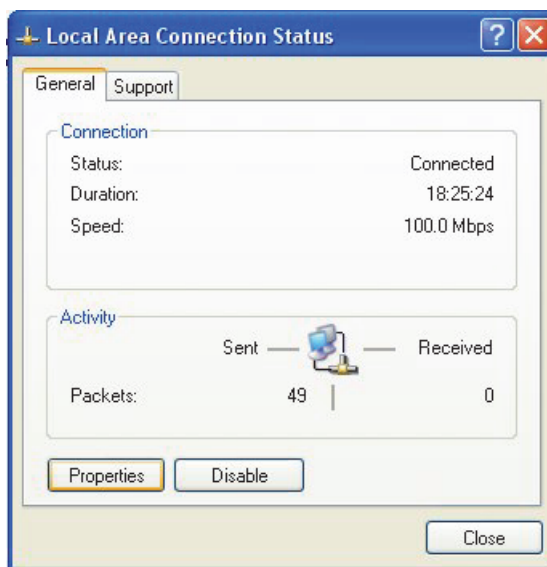 Local Area Connection Status
General Support
Connection
Status: Connected
Duration: 18:25:24
Speed: 100.0 Mbps
Activity
Sent Received
Packets: 49 0
Properties Disable
Close